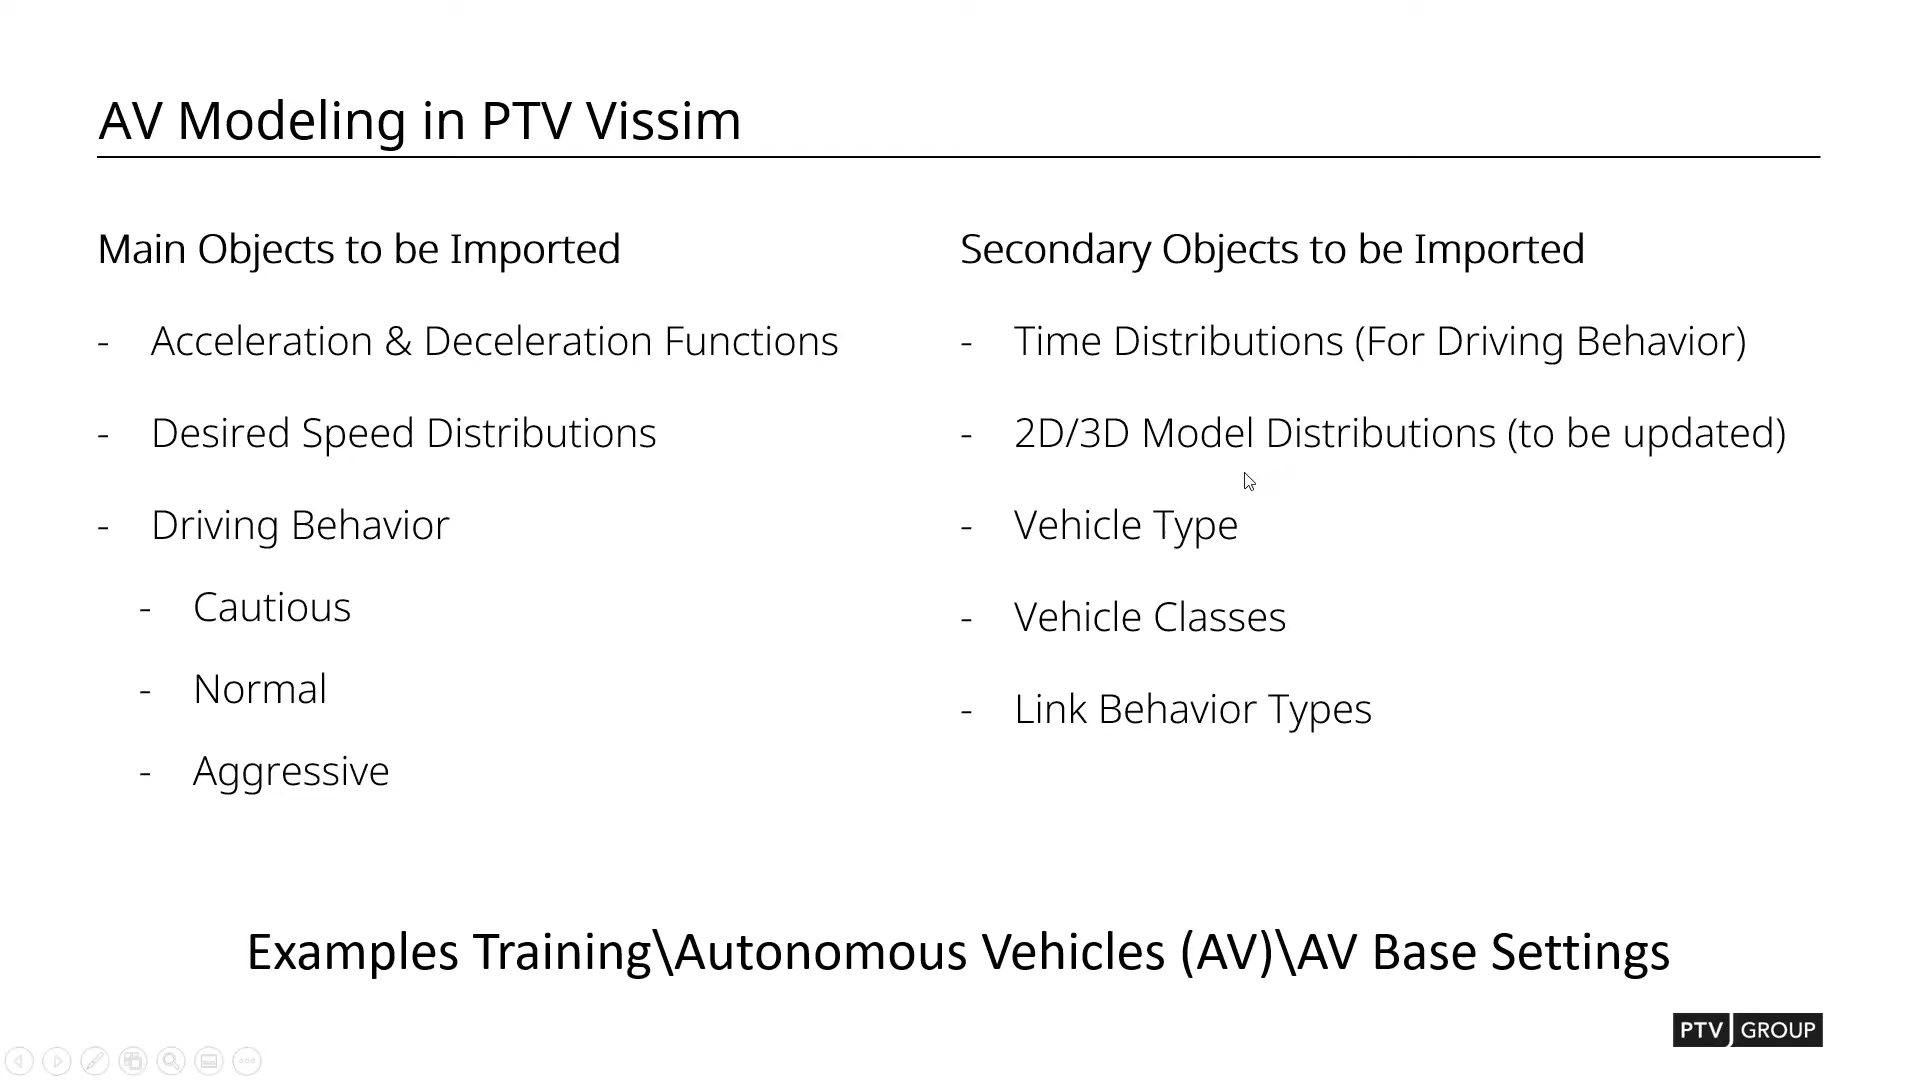 AV Modeling in PTV Vissim
Main Objects to be Imported
- Acceleration & Deceleration Functions
- Desired Speed Distributions
- Driving Behavior
- Cautious
- Normal
- Aggressive
Secondary Objects to be Imported
- Time Distributions (For Driving Behavior)
- 2D/3D Model Distributions (to be updated)
- Vehicle Type
- Vehicle Classes
- Link Behavior Types
Examples Training\Autonomous Vehicles (AV)\AV Base Settings
PTV GROUP